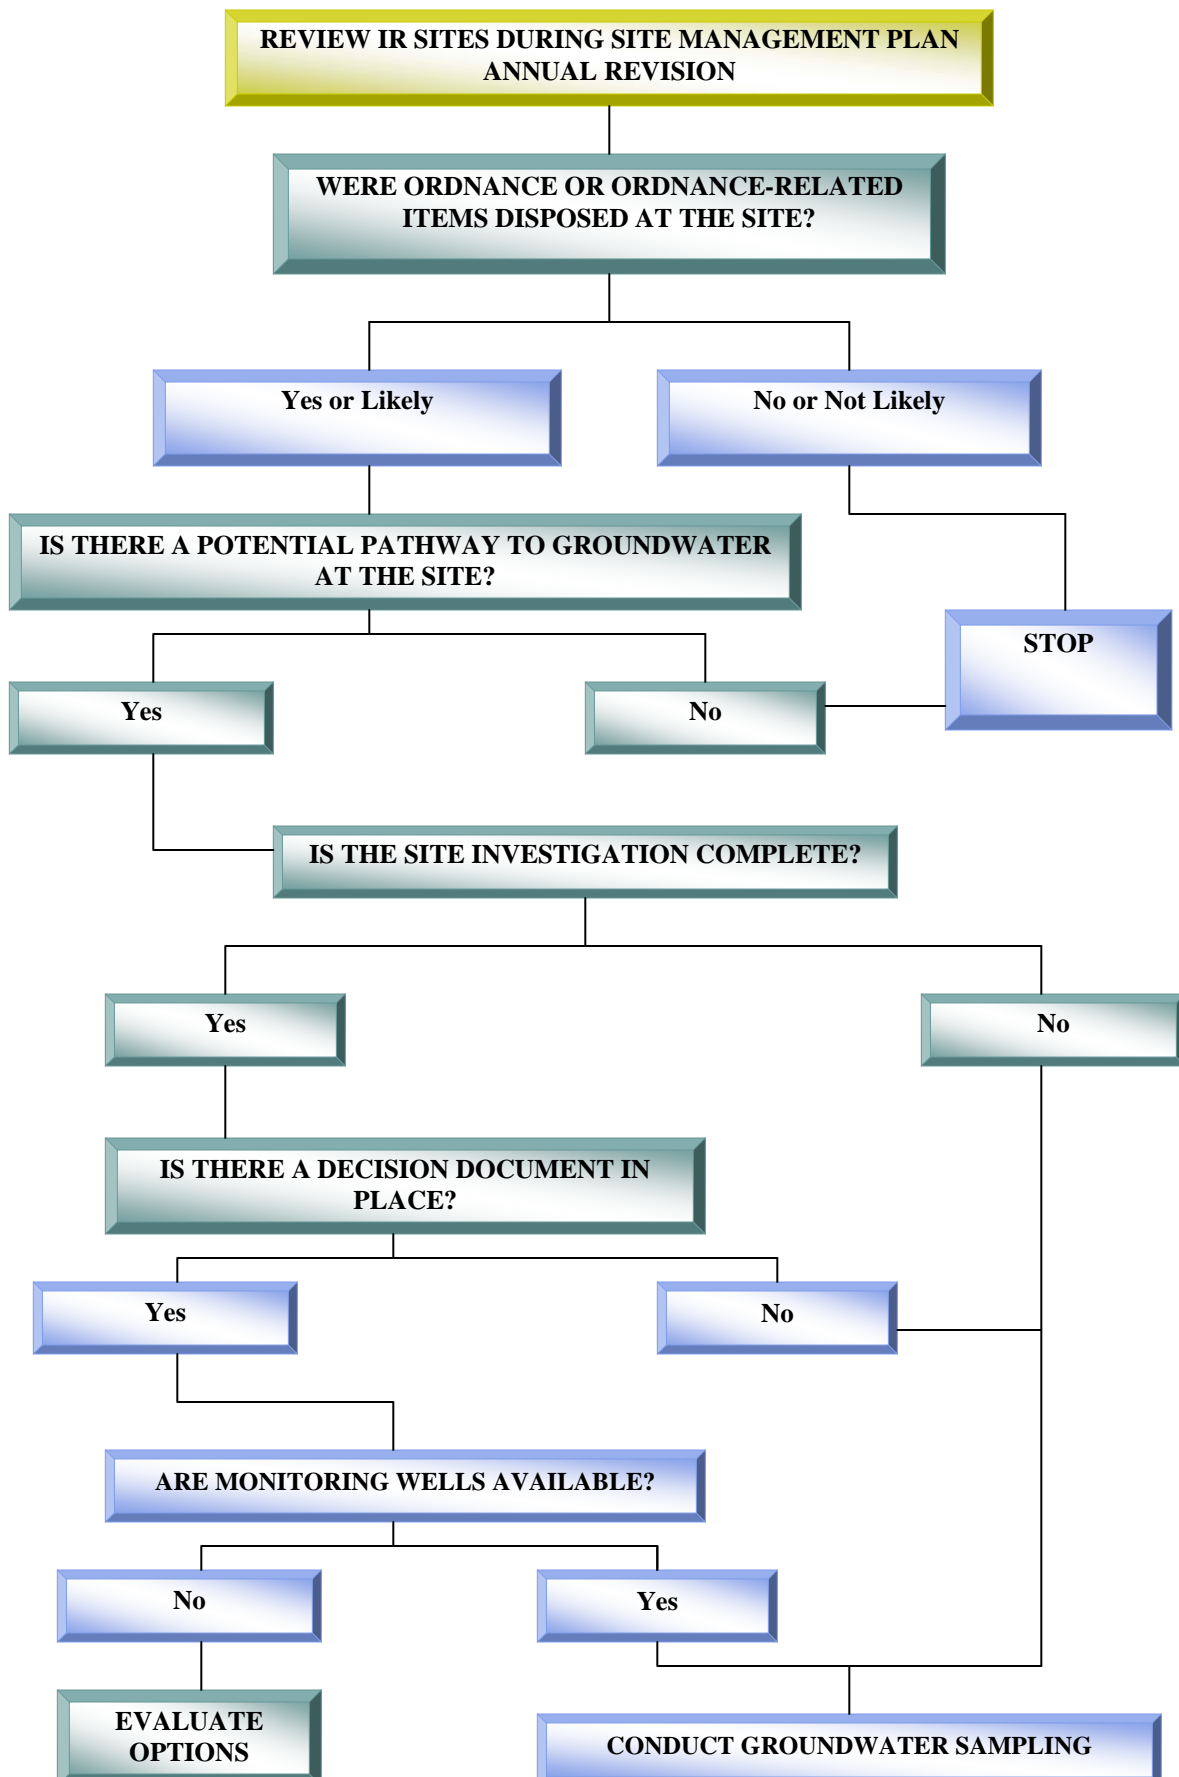 REVIEW IR SITES DURING SITE MANAGEMENT PLAN
ANNUAL REVISION
WERE ORDNANCE OR ORDNANCE-RELATED
ITEMS DISPOSED AT THE SITE?
Yes or Likely
No or Not Likely
IS THERE A POTENTIAL PATHWAY TO GROUNDWATER
AT THE SITE?
STOP
Yes
No
IS THE SITE INVESTIGATION COMPLETE?
Yes
No
IS THERE A DECISION DOCUMENT IN
PLACE?
Yes
No
ARE MONITORING WELLS AVAILABLE?
No
Yes
EVALUATE
OPTIONS
CONDUCT GROUNDWATER SAMPLING